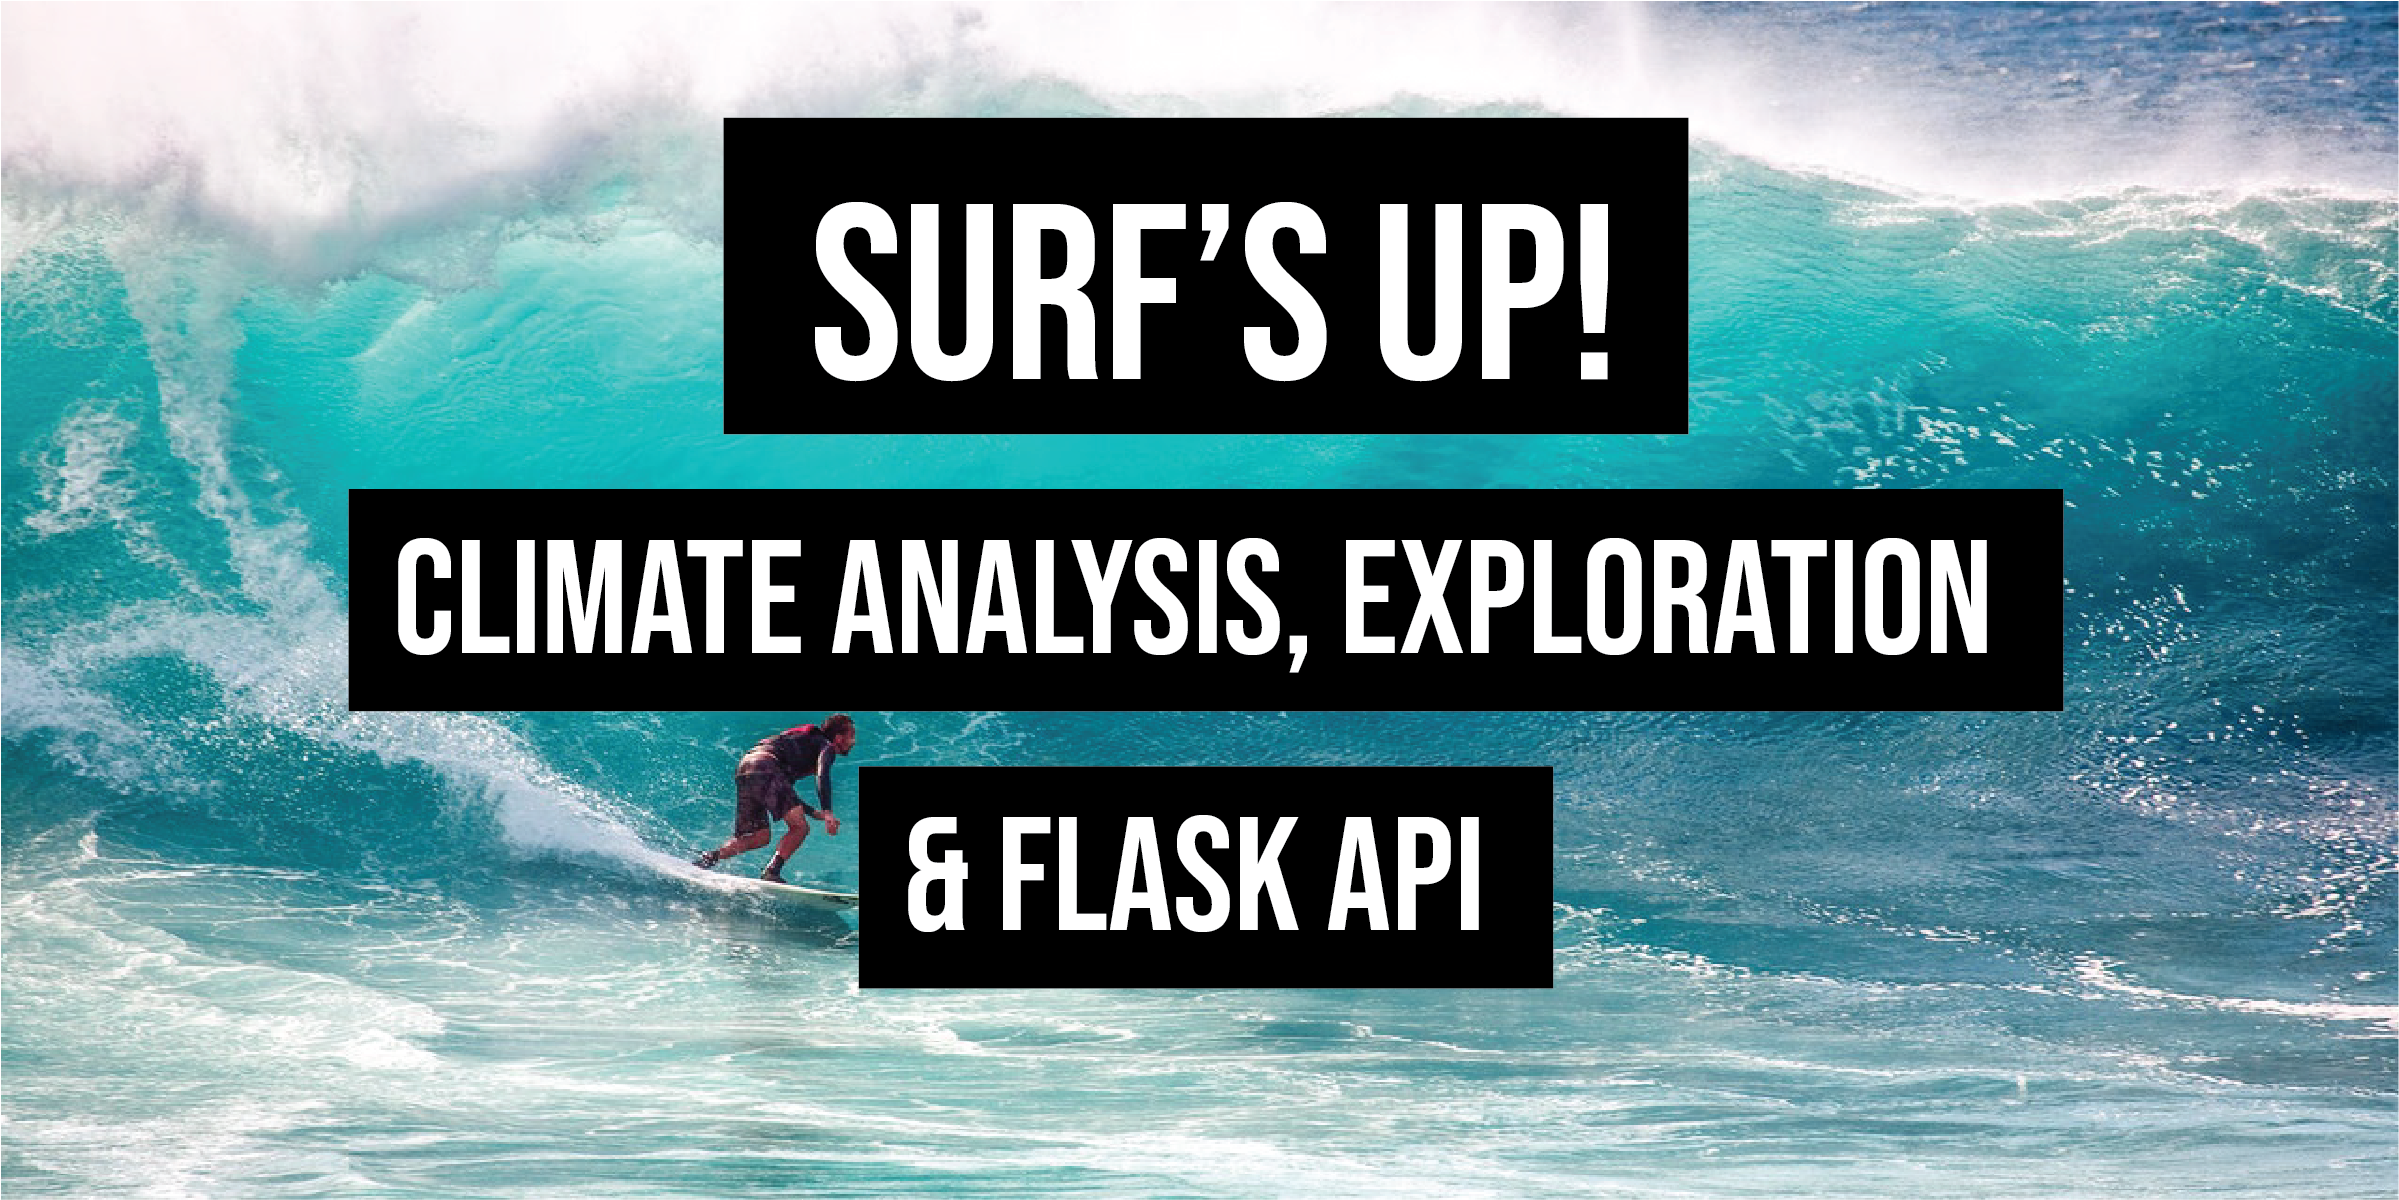 SURF’S UP!
CLIMATE ANALYSIS, EXPLORATION
& FLASK API